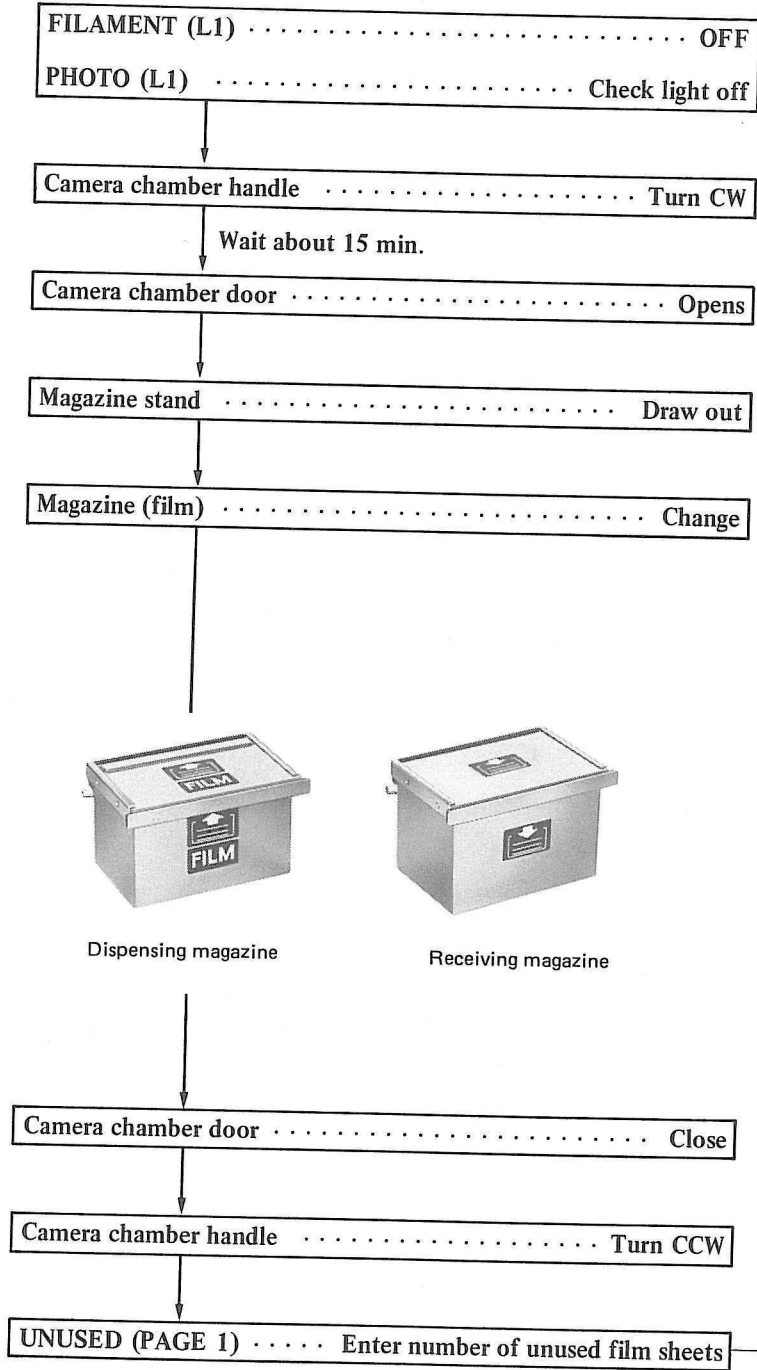 FILAMENT (L1) . . . . . . . . . . . . . . . . . . . . . . . . . . . . . OFF
PHOTO (L1) . . . . . . . . . . . . . . . . . . . . . . . . Check light off
Camera chamber handle . . . . . . . . . . . . . . . . . . . . Turn CW
Wait about 15 min.
Camera chamber door . . . . . . . . . . . . . . . . . . . . . . . . Opens
Magazine stand . . . . . . . . . . . . . . . . . . . . . . . . . . Draw out
Magazine (film) . . . . . . . . . . . . . . . . . . . . . . . . . . . . Change
FILM
FILM
Dispensing magazine
Receiving magazine
Camera chamber door . . . . . . . . . . . . . . . . . . . . . . . . . Close
Camera chamber handle . . . . . . . . . . . . . . . . . . . Turn CCW
UNUSED (PAGE 1) . . . . . Enter number of unused film sheets